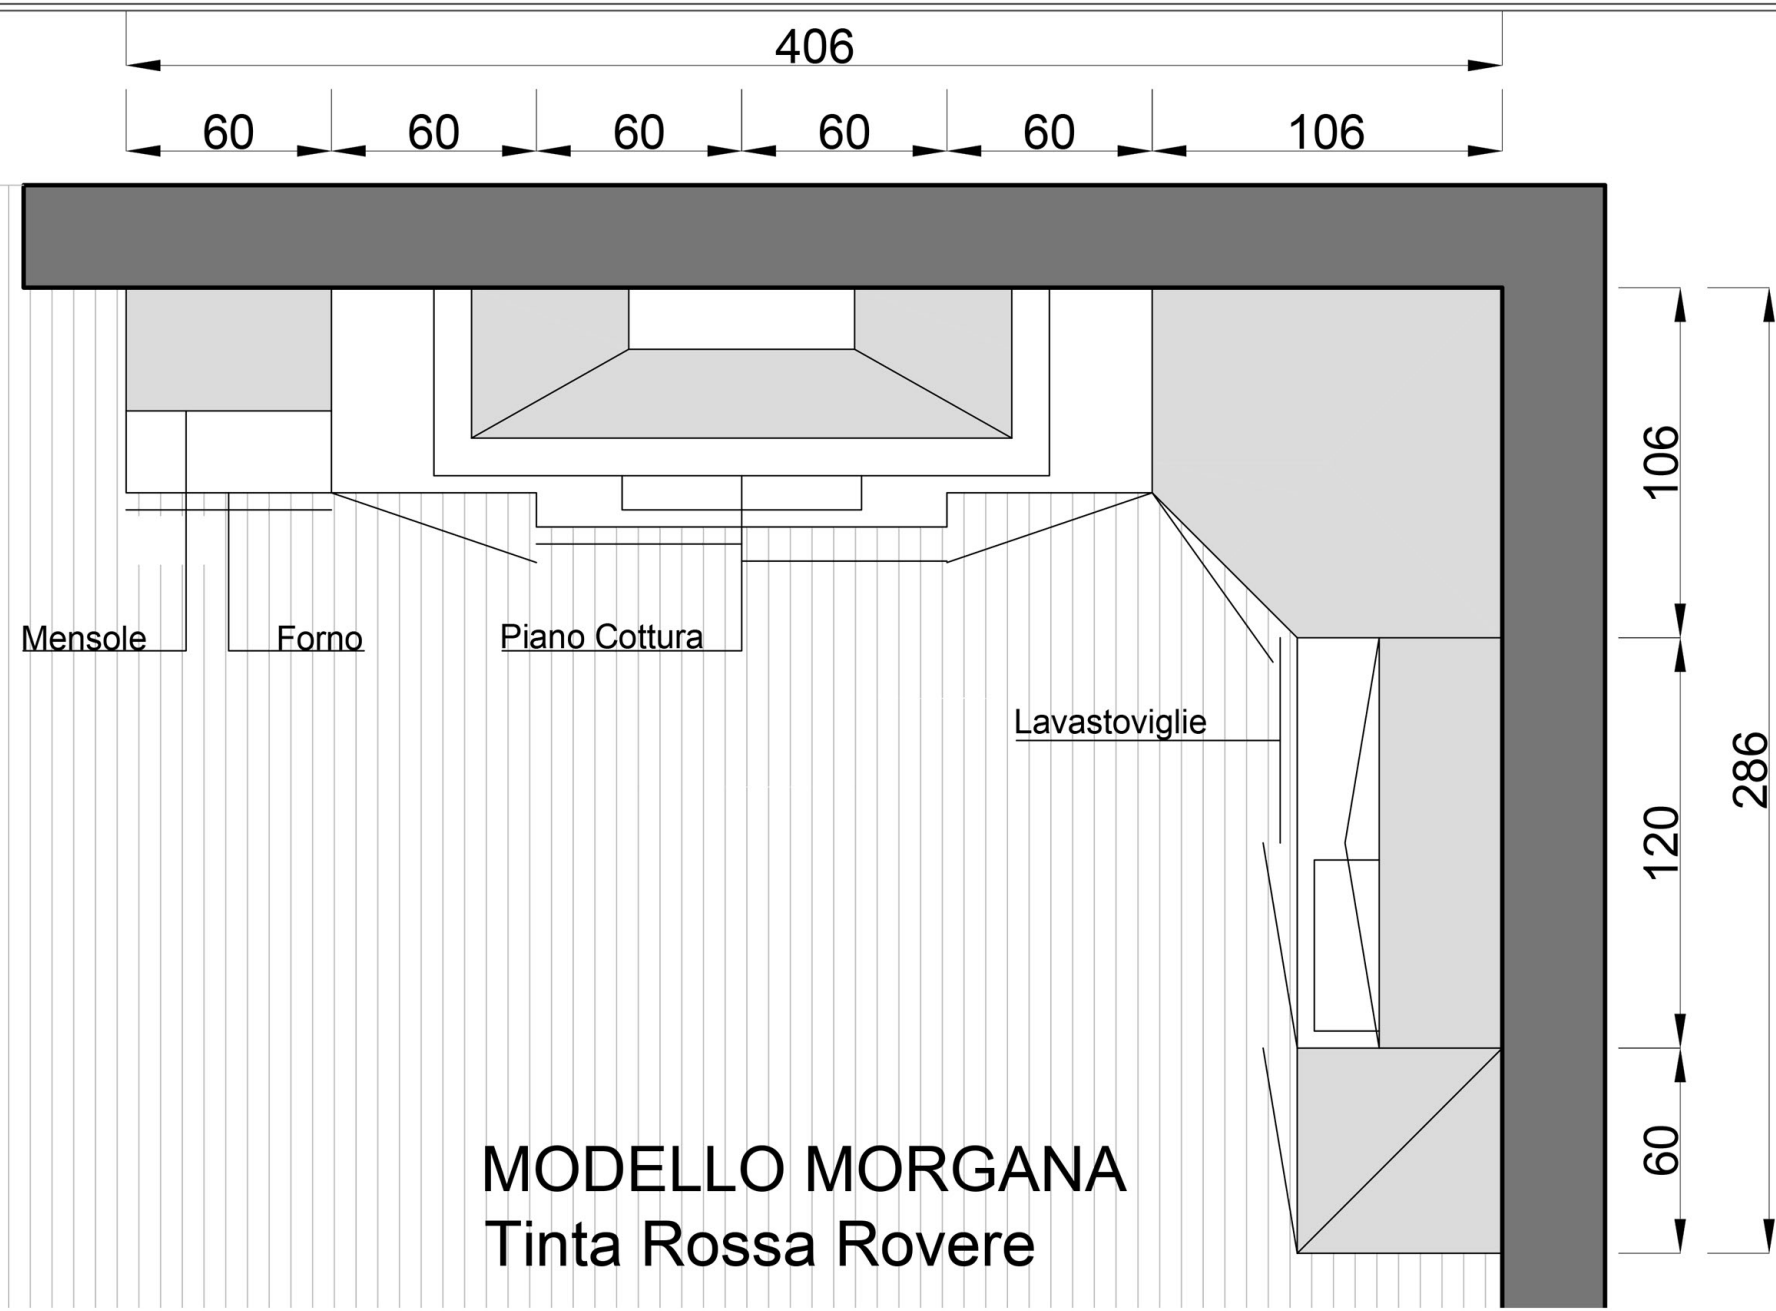 406
60 60 60 60 60 106
106
286
120
60
Mensole Forno Piano Cottura
Lavastoviglie
MODELLO MORGANA
Tinta Rossa Rovere